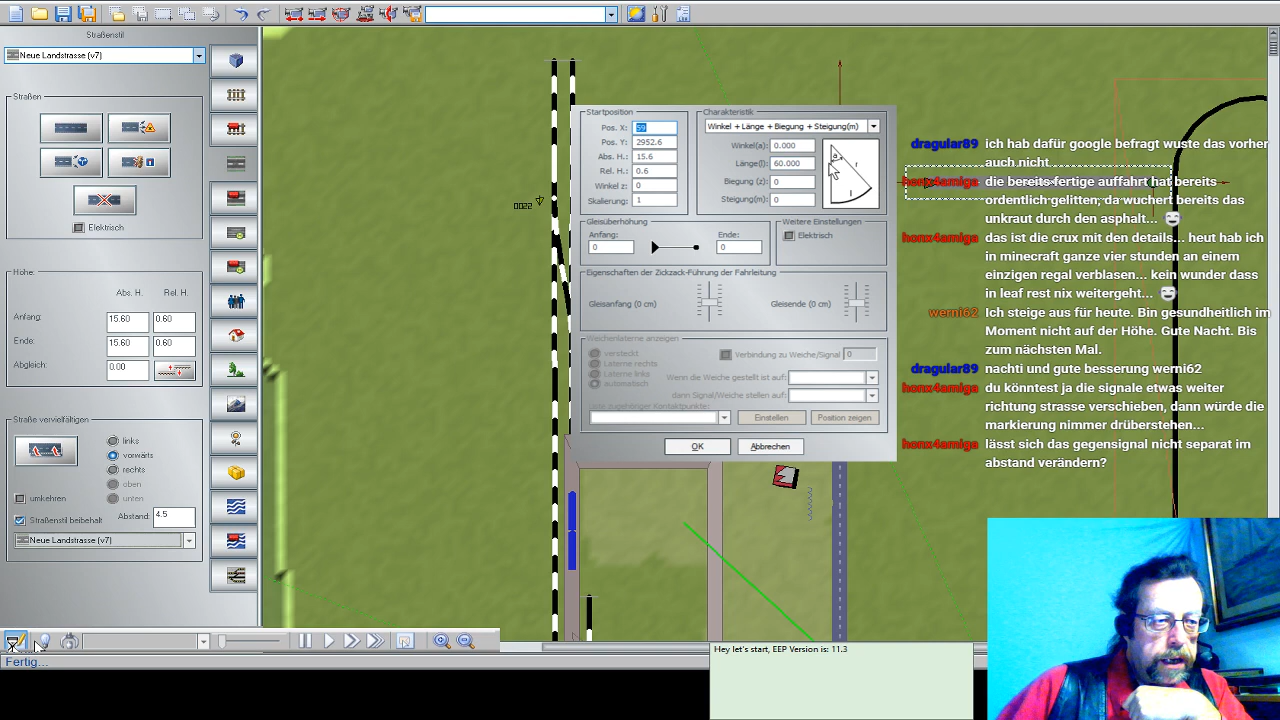 Straßenstil
Neue Landstrasse (v7)
Straßen
Elektrisch
Höhe:
Abs. H.
Rel. H.
Anfang:
15.60
0.60
Ende:
15.60
0.60
Abgleich:
0.00
Straße vervielfältigen
links
vorwärts
rechts
oben
unten
umkehren
Straßenstil beibehalt
Abstand:
4.5
Neue Landstrasse (v7)
Fertig...
Startposition
Pos. X:
Pos. Y:
2952.6
Abs. H.:
15.6
Rel. H.:
0.6
Winkel z:
0
Skalierung:
1
Charakteristik
Winkel + Länge + Biegung + Steigung(m)
Winkel(a):
0.000
Länge(l):
60.000
Biegung (z):
0
Steigung(m):
0
Gleisüberhöhung
Anfang:
0
Ende:
0
Weitere Einstellungen
Elektrisch
Eigenschaften der Zickzack-Führung der Fahrleitung
Gleisanfang (0 cm)
Gleisende (0 cm)
Weichenlaterne anzeigen
versteckt
Laterne rechts
Laterne links
automatisch
Verbindung zu Weiche/Signal
0
Wenn die Weiche gestellt ist auf:
dann Signal/Weiche stellen auf:
Liste zugehöriger Kontaktpunkte:
Einstellen
Position zeigen
OK
Abbrechen
dragular89 ich hab dafür google befragt wuste das vorher
auch nicht
honx4amiga die bereits fertige auffahrt hat bereits
ordentlich gelitten, da wuchert bereits das
unkraut durch den asphalt...
honx4amiga das ist die crux mit den details... heut hab ich
in minecraft ganze vier stunden an einem
einzigen regal verblasen... kein wunder dass
in leaf rest nix weitergeht...
werni62 Ich steige aus für heute. Bin gesundheitlich im
Moment nicht auf der Höhe. Gute Nacht. Bis
zum nächsten Mal.
dragular89 nachti und gute besserung werni62
honx4amiga du könntest ja die signale etwas weiter
richtung strasse verschieben, dann würde die
markierung nimmer drüberstehen...
honx4amiga lässt sich das gegensignal nicht separat im
abstand verändern?
Hey let's start, EEP Version is: 11.3